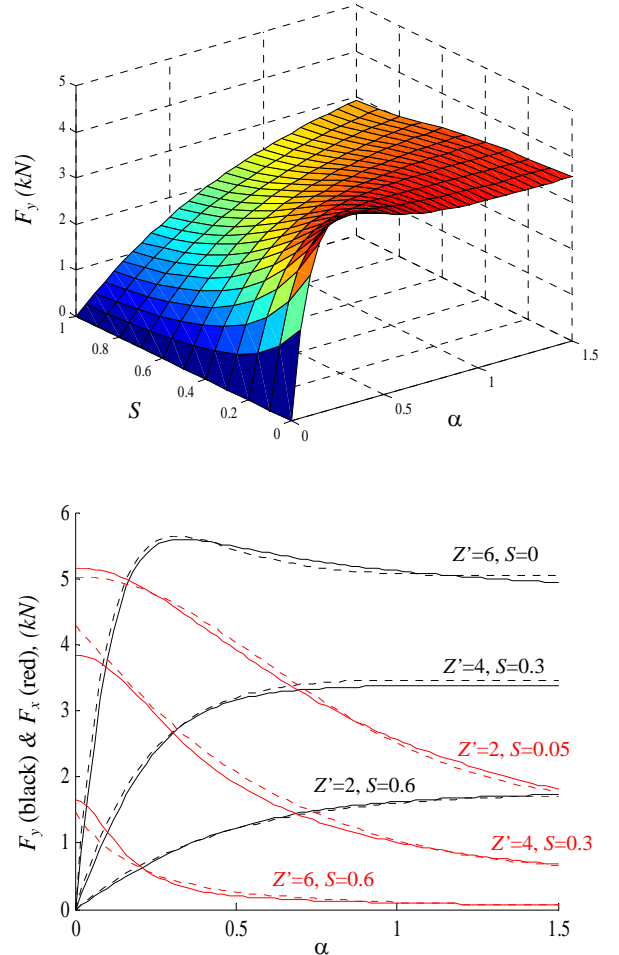 5
4
3
2
1
0
F_y (kN)
1
0.8
0.6
0.4
0.2
0
S
0
0.5
1
1.5
α
6
5
4
3
2
1
0
F_y (black) & F_x (red), (kN)
Z’=6, S=0
Z’=4, S=0.3
Z’=2, S=0.05
Z’=2, S=0.6
Z’=4, S=0.3
Z’=6, S=0.6
0
0.5
1
1.5
α